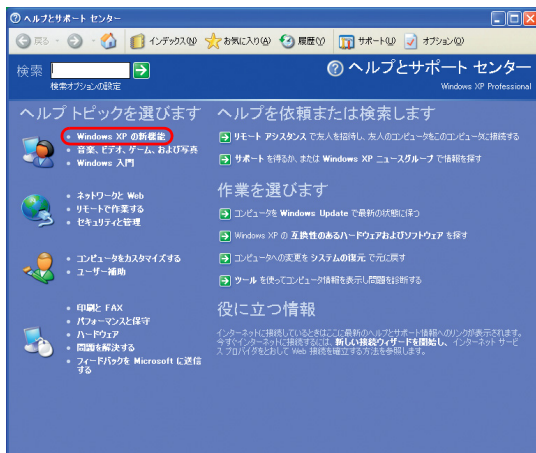 ヘルプとサポート センター
戻る
インデックス(N)
お気に入り(A)
履歴(Y)
サポート(U)
オプション(O)
検索
検索オプションの設定
ヘルプとサポート センター
Windows XP Professional
ヘルプ トピックを選びます
Windows XP の新機能
音楽、ビデオ、ゲーム、および写真
Windows 入門
ネットワークと Web
リモートで作業する
セキュリティと管理
コンピュータをカスタマイズする
ユーザー補助
印刷と FAX
パフォーマンスと保守
ハードウェア
問題を解決する
フィードバックを Microsoft に送信
する
ヘルプを依頼または検索します
リモート アシスタンス で友人を招待し、友人のコンピュータをこのコンピュータに接続する
サポート を得るか、または Windows XP ニュースグループ で情報を探す
作業を選びます
コンピュータを Windows Update で最新の状態に保つ
Windows XP の 互換性のあるハードウェアおよびソフトウェア を探す
コンピュータへの変更を システムの復元 で元に戻す
ツール を使ってコンピュータ情報を表示し問題を診断する
役に立つ情報
インターネットに接続しているときはここに最新のヘルプとサポート情報へのリンクが表示されます。
今すぐインターネットに接続するには、新しい接続ウィザードを開始し、インターネット サービ
ス プロバイダをとおして Web 接続を確立する方法を参照します。